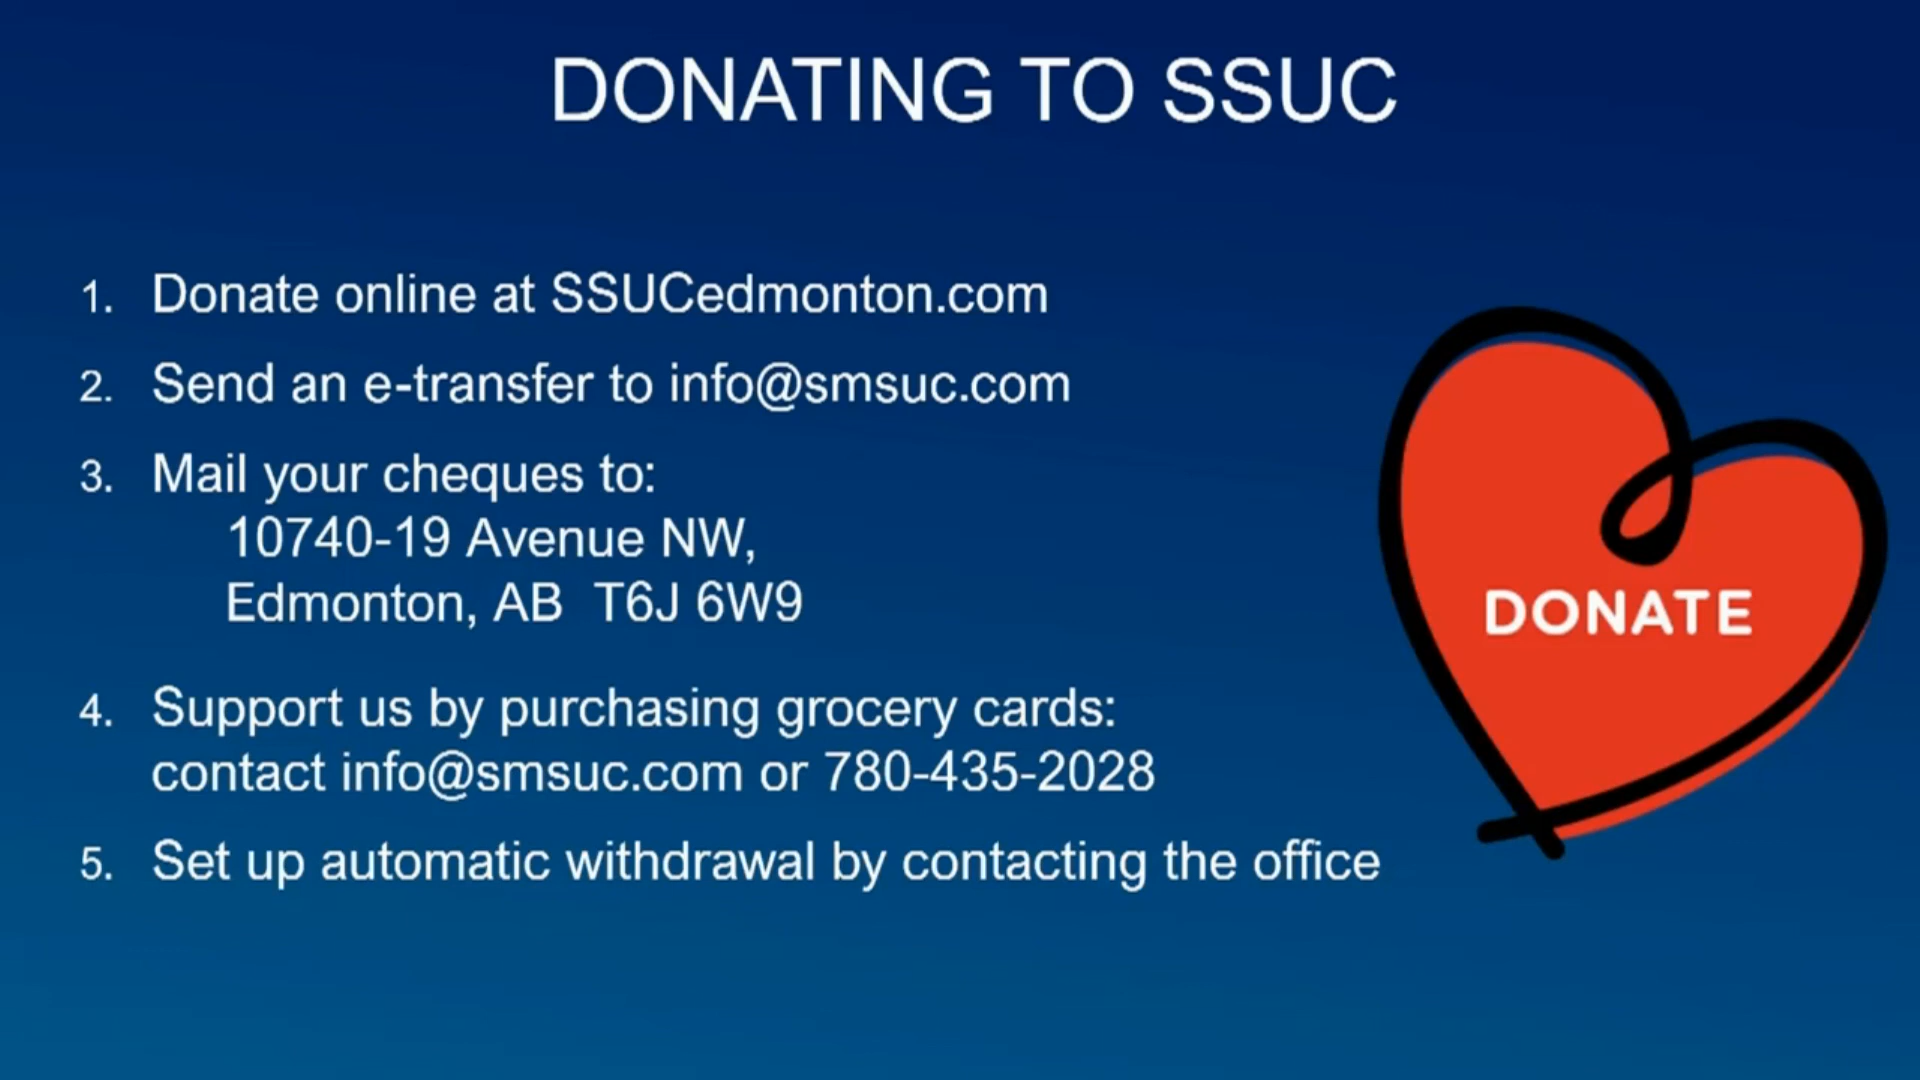 DONATING TO SSUC
1. Donate online at SSUCedmonton.com
2. Send an e-transfer to info@smsuc.com
3. Mail your cheques to:
10740-19 Avenue NW,
Edmonton, AB  T6J 6W9
4. Support us by purchasing grocery cards:
contact info@smsuc.com or 780-435-2028
5. Set up automatic withdrawal by contacting the office
DONATE